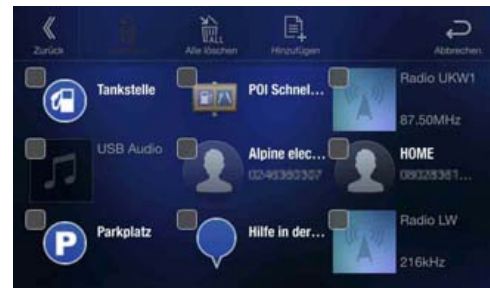 Zurück
Alle löschen
Hinzufügen
Abbrechen
ALL
Tankstelle
POI Schnel...
Radio UKW1
87.50MHz
USB Audio
Alpine elec...
HOME
P
Parkplatz
Hilfe in der...
Radio LW
216kHz